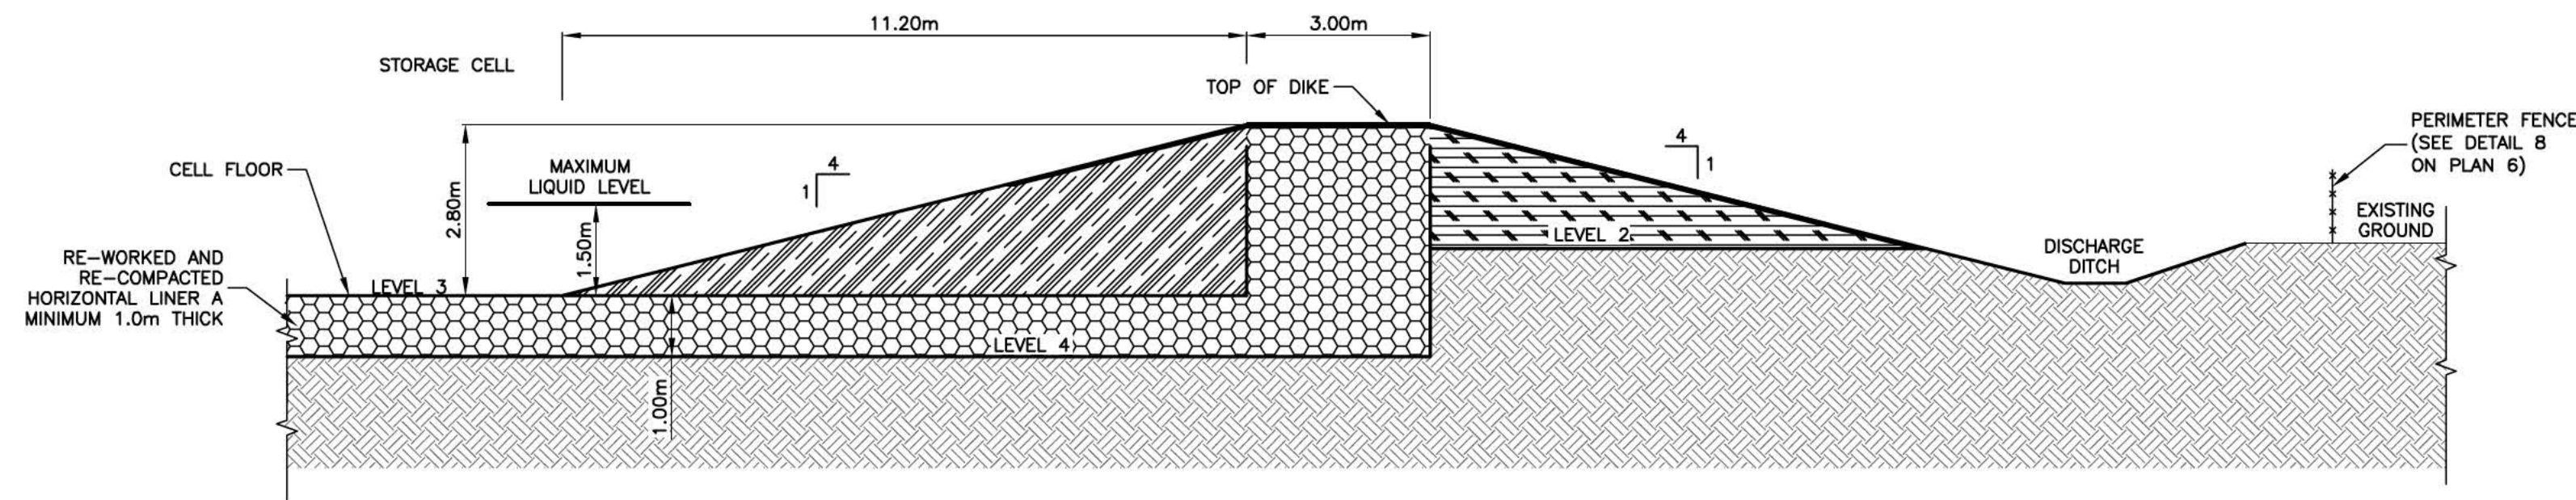 11.20m
3.00m
STORAGE CELL
TOP OF DIKE
PERIMETER FENCE
(SEE DETAIL 8
ON PLAN 6)
CELL FLOOR
MAXIMUM
LIQUID LEVEL
4
1
4
1
2.80m
1.50m
EXISTING
GROUND
LEVEL 2
DISCHARGE
DITCH
RE-WORKED AND
RE-COMPACTED
HORIZONTAL LINER A
MINIMUM 1.0m THICK
LEVEL 3
LEVEL 4
1.00m